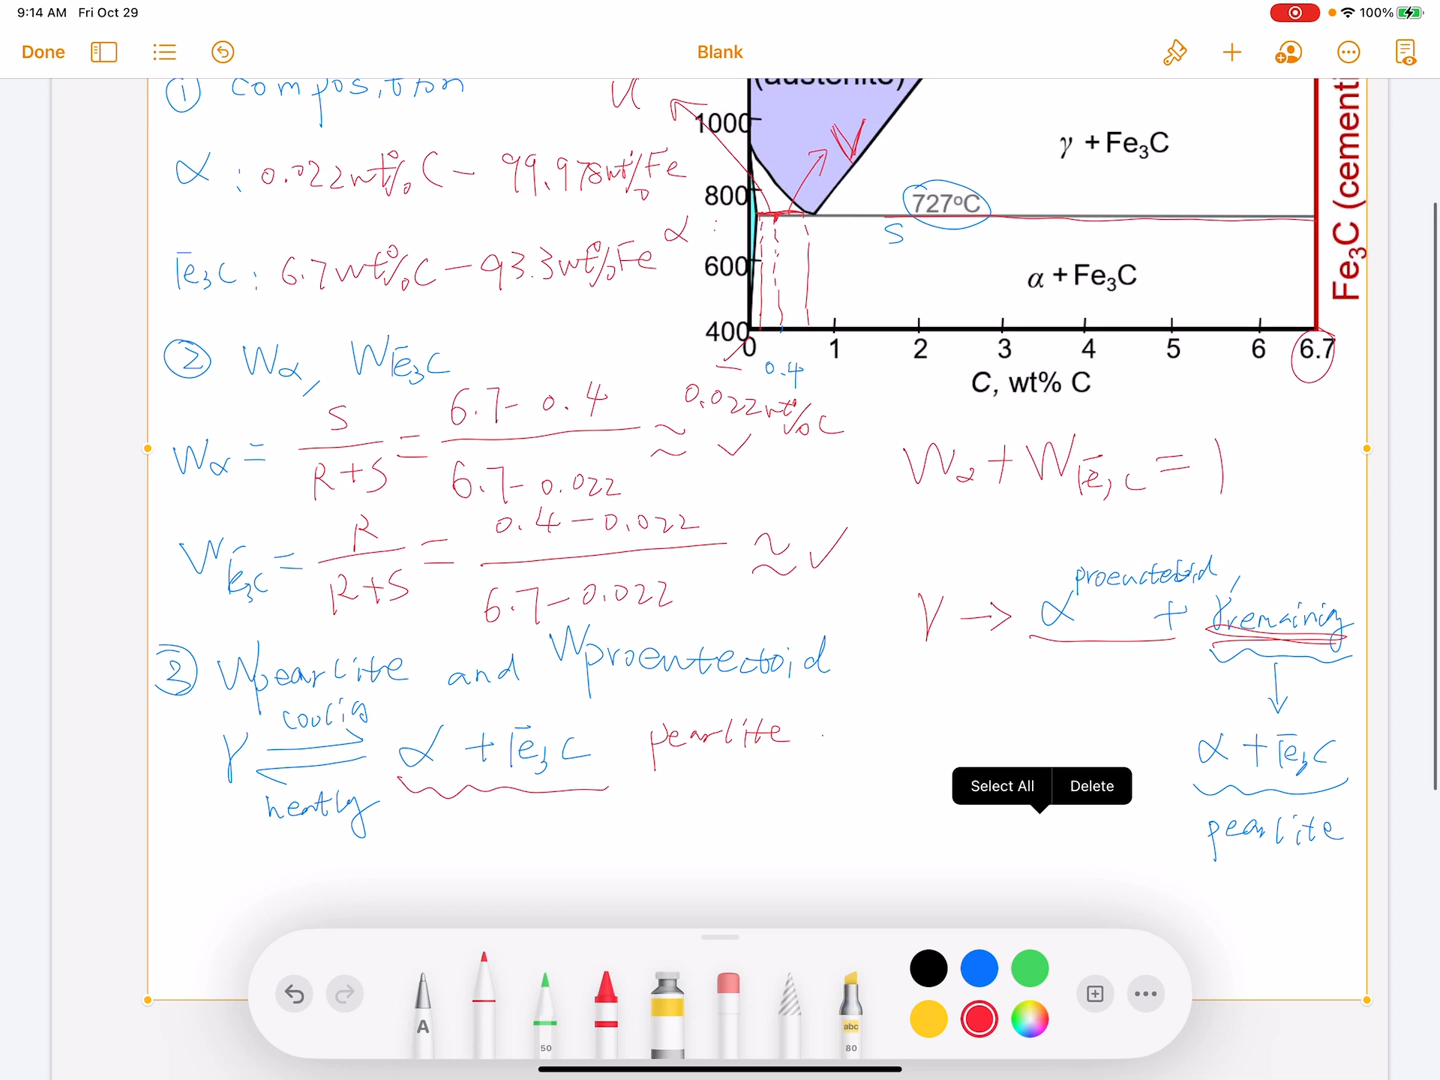 9:14 AM Fri Oct 29
100%
Done
Blank
① Composition
α : 0.022wt%C - 99.978wt%Fe
Fe₃C : 6.7wt%C - 93.3wt%Fe
② Wα, WFe₃C
Wα = S/(R+S) = (6.7-0.4)/(6.7-0.022) ≈ ✓
WFe₃C = R/(R+S) = (0.4-0.022)/(6.7-0.022) ≈ ✓
③ Wpearlite and Wproeutectoid
cooling
γ ⇌ α + Fe₃C pearlite
U
α :
(austenite)
V
1000
γ + Fe₃C
800
727°C
S
600
α + Fe₃C
400
0 1 2 3 4 5 6 6.7
C, wt% C
Fe₃C (cementi
0.4
0.022wt%C
Wα + WFe₃C = 1
proeuctetoid
γ → α + γremaining
α + Fe₃C
pearlite
Select All
Delete
A
50
abc
80